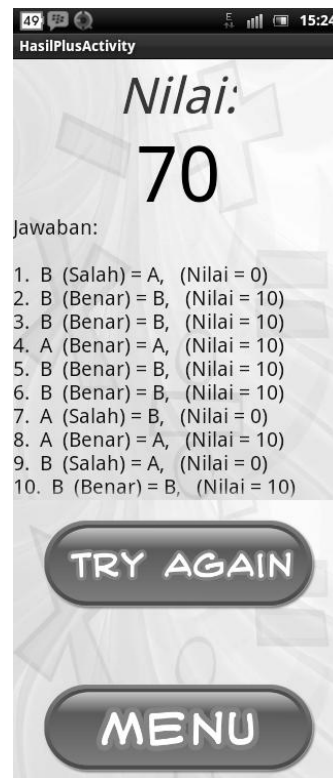 49 E 15:24
HasilPlusActivity
Nilai:
70
Jawaban:
1. B (Salah) = A, (Nilai = 0)
2. B (Benar) = B, (Nilai = 10)
3. B (Benar) = B, (Nilai = 10)
4. A (Benar) = A, (Nilai = 10)
5. B (Benar) = B, (Nilai = 10)
6. B (Benar) = B, (Nilai = 10)
7. A (Salah) = B, (Nilai = 0)
8. A (Benar) = A, (Nilai = 10)
9. B (Salah) = A, (Nilai = 0)
10. B (Benar) = B, (Nilai = 10)
TRY AGAIN
MENU